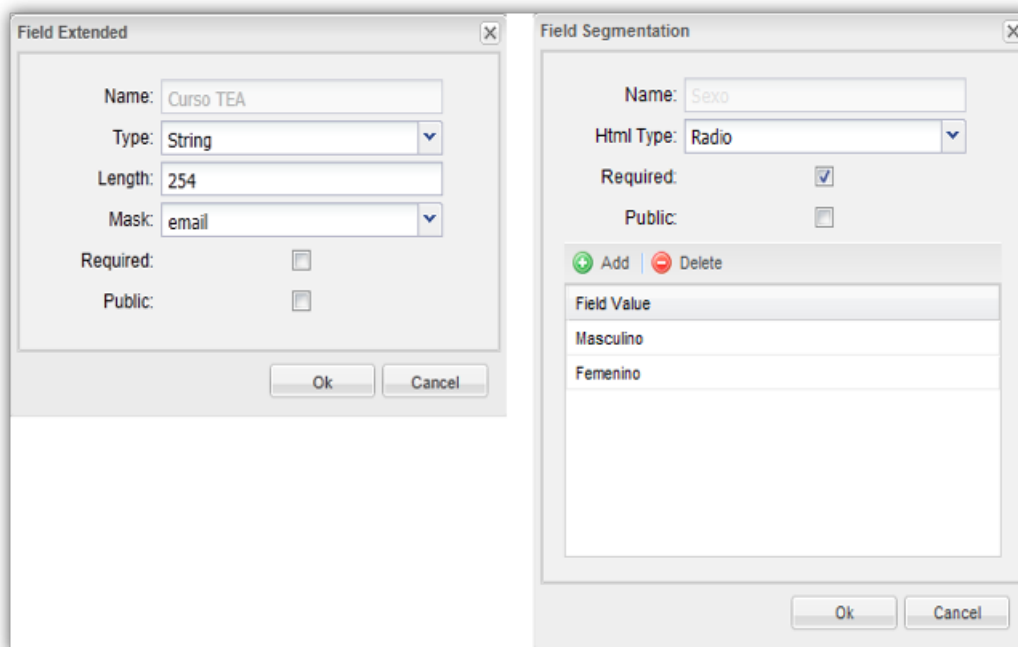 Field Extended
Name: Curso TEA
Type: String
Length: 254
Mask: email
Required:
Public:
Ok Cancel
Field Segmentation
Name: Sexo
Html Type: Radio
Required:
Public:
Add Delete
Field Value
Masculino
Femenino
Ok Cancel